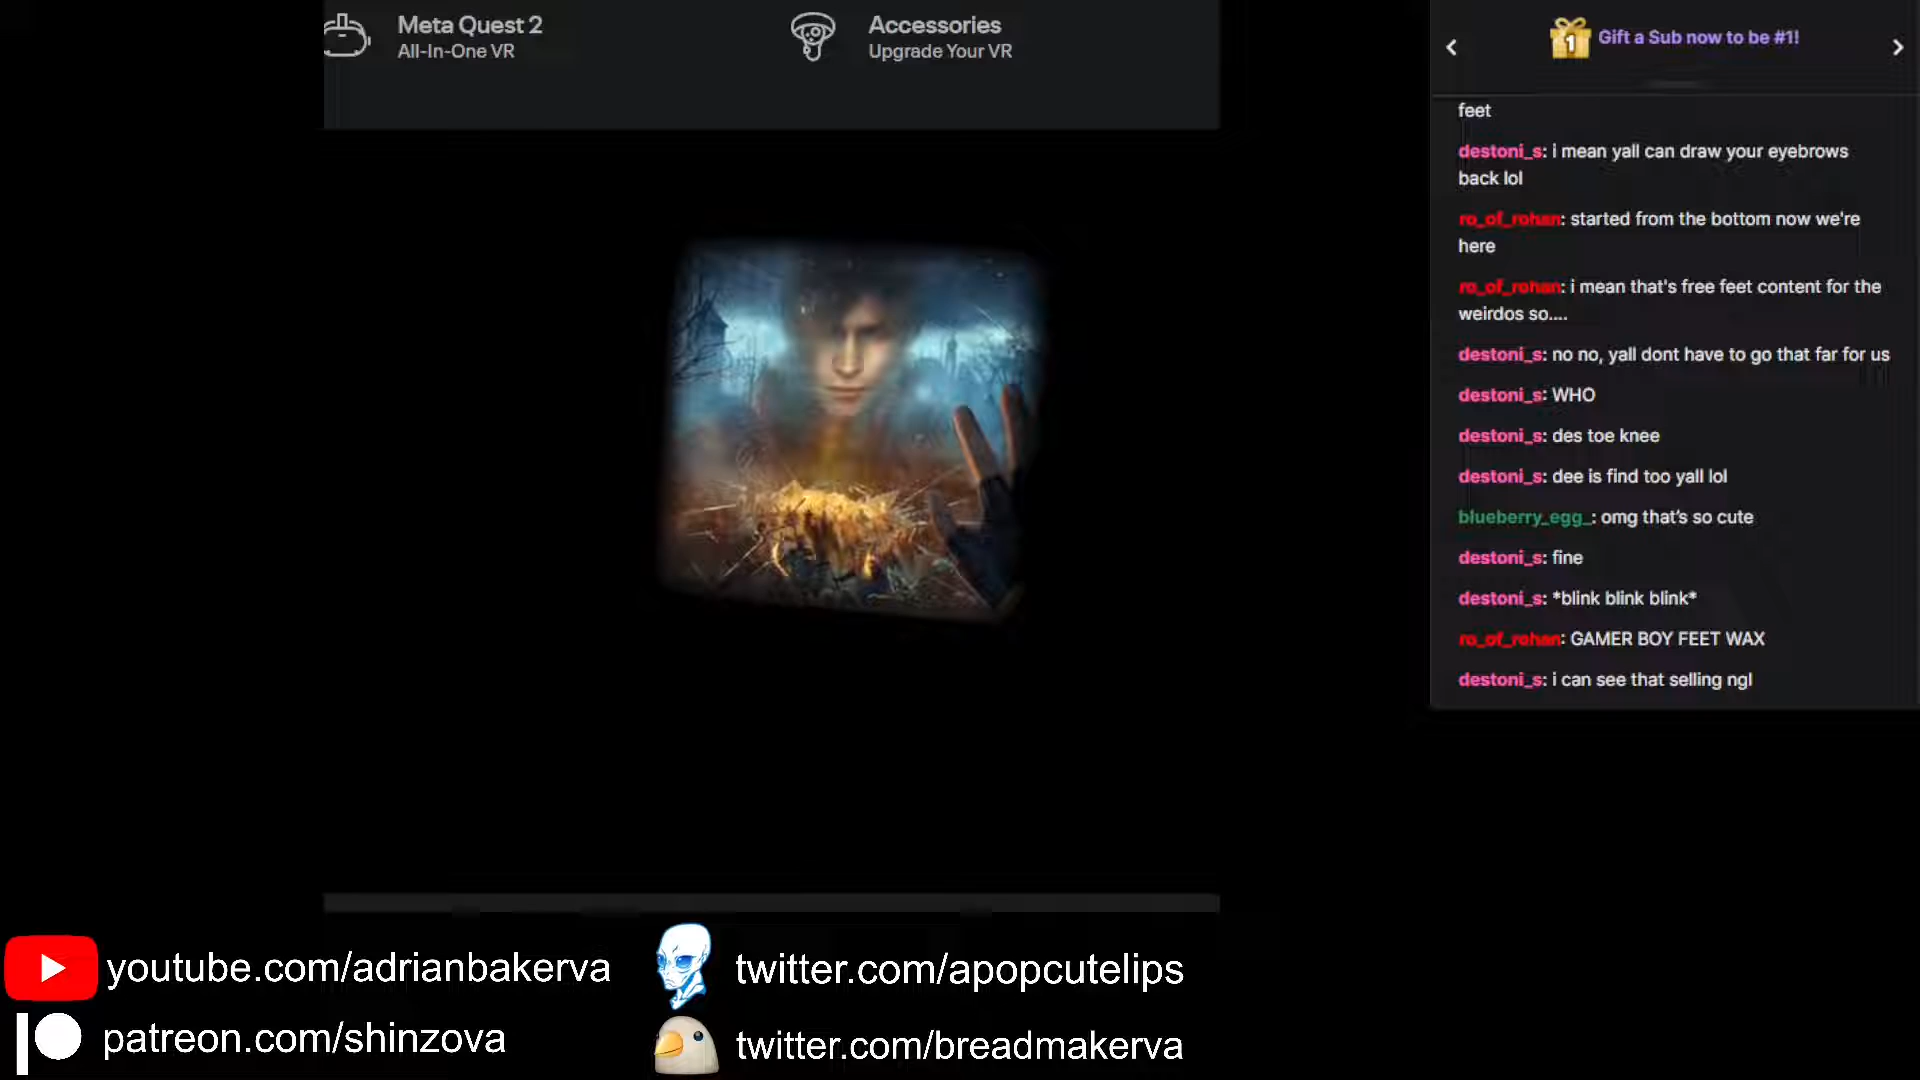 Meta Quest 2
All-In-One VR
Accessories
Upgrade Your VR
1
Gift a Sub now to be #1!
feet
destoni_s: i mean yall can draw your eyebrows
back lol
ro_of_rohan: started from the bottom now we're
here
ro_of_rohan: i mean that's free feet content for the
weirdos so....
destoni_s: no no, yall dont have to go that far for us
destoni_s: WHO
destoni_s: des toe knee
destoni_s: dee is find too yall lol
blueberry_egg_: omg that's so cute
destoni_s: fine
destoni_s: *blink blink blink*
ro_of_rohan: GAMER BOY FEET WAX
destoni_s: i can see that selling ngl
youtube.com/adrianbakerva
twitter.com/apopcutelips
patreon.com/shinzova
twitter.com/breadmakerva